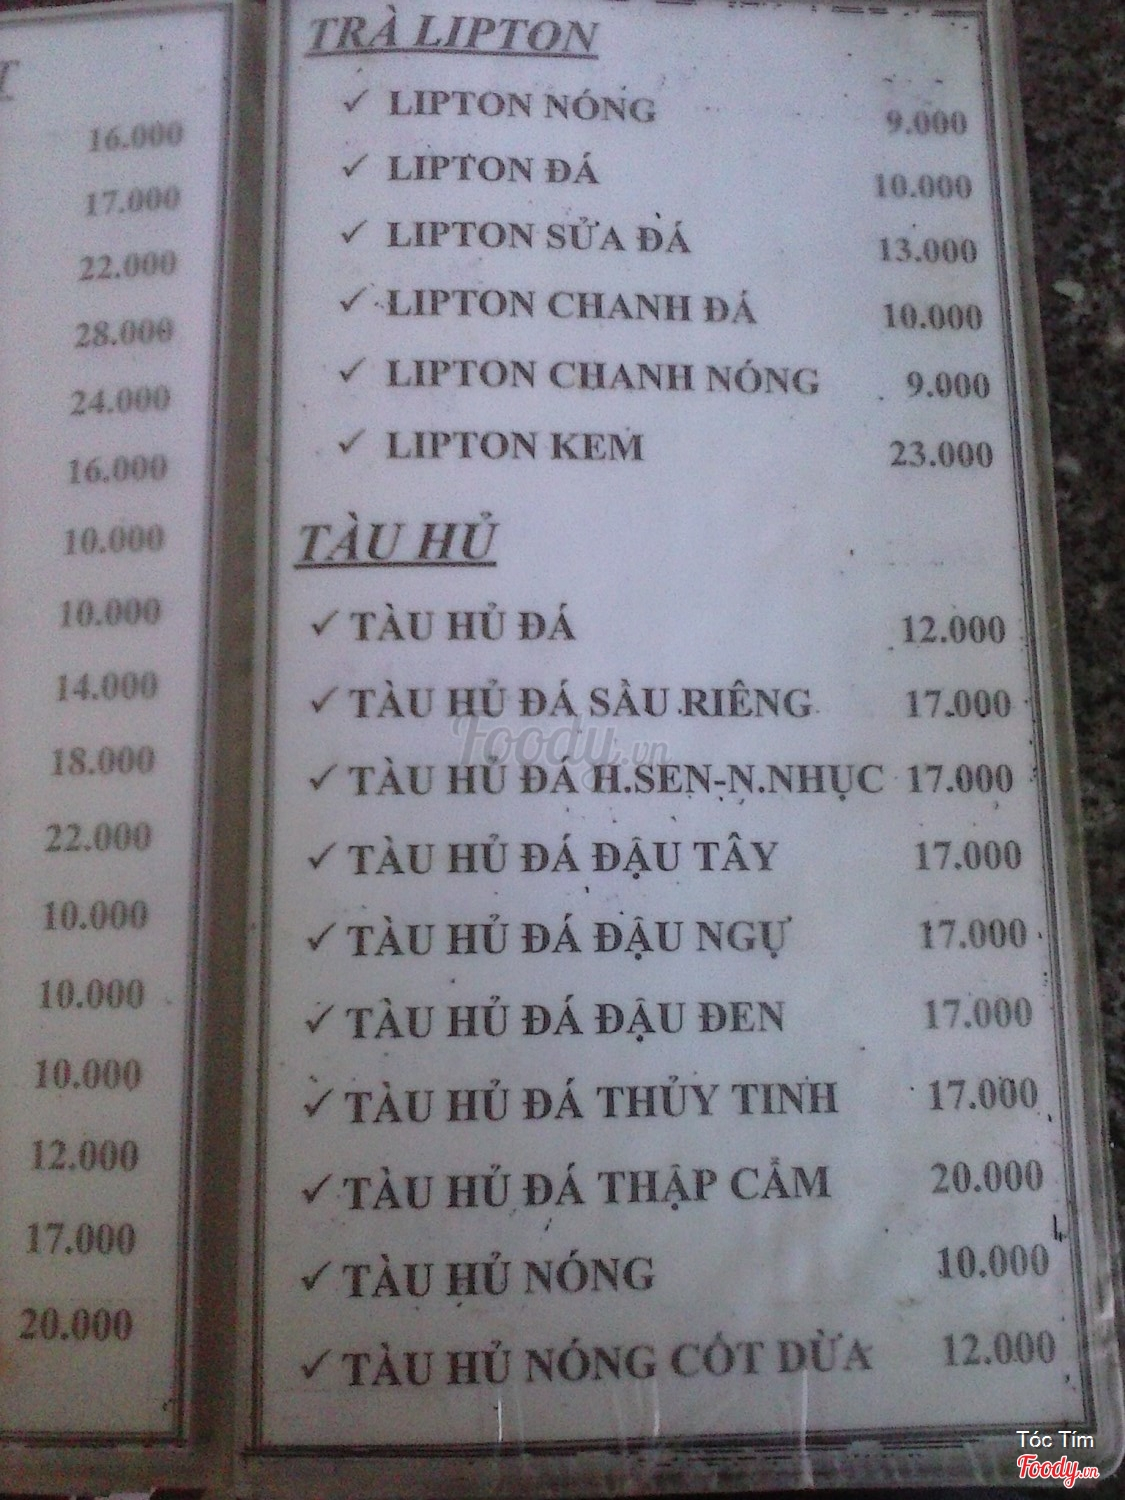 T
16.000
17.000
22.000
28.000
24.000
16.000
10.000
10.000
14.000
18.000
22.000
10.000
10.000
10.000
12.000
17.000
20.000
TRÀ LIPTON
✓ LIPTON NÓNG 9.000
✓ LIPTON ĐÁ 10.000
✓ LIPTON SỬA ĐÁ 13.000
✓ LIPTON CHANH ĐÁ 10.000
✓ LIPTON CHANH NÓNG 9.000
✓ LIPTON KEM 23.000
TÀU HỦ
✓ TÀU HỦ ĐÁ 12.000
✓ TÀU HỦ ĐÁ SẦU RIÊNG 17.000
✓ TÀU HỦ ĐÁ H.SEN-N.NHỤC 17.000
✓ TÀU HỦ ĐÁ ĐẬU TÂY 17.000
✓ TÀU HỦ ĐÁ ĐẬU NGỰ 17.000
✓ TÀU HỦ ĐÁ ĐẬU ĐEN 17.000
✓ TÀU HỦ ĐÁ THỦY TINH 17.000
✓ TÀU HỦ ĐÁ THẬP CẨM 20.000
✓ TÀU HỦ NÓNG 10.000
✓ TÀU HỦ NÓNG CỐT DỪA 12.000
Foody.vn
Tóc Tím
Foody.vn